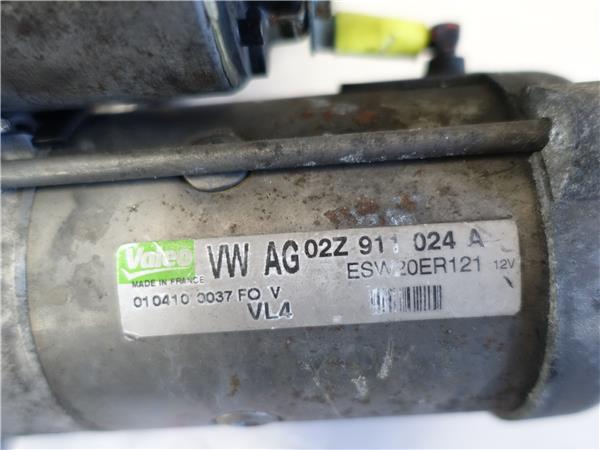 Valeo VW AG 02Z 911 024 A
MADE IN FRANCE ESW20ER121 12V
010410 0037 FO V
VL4